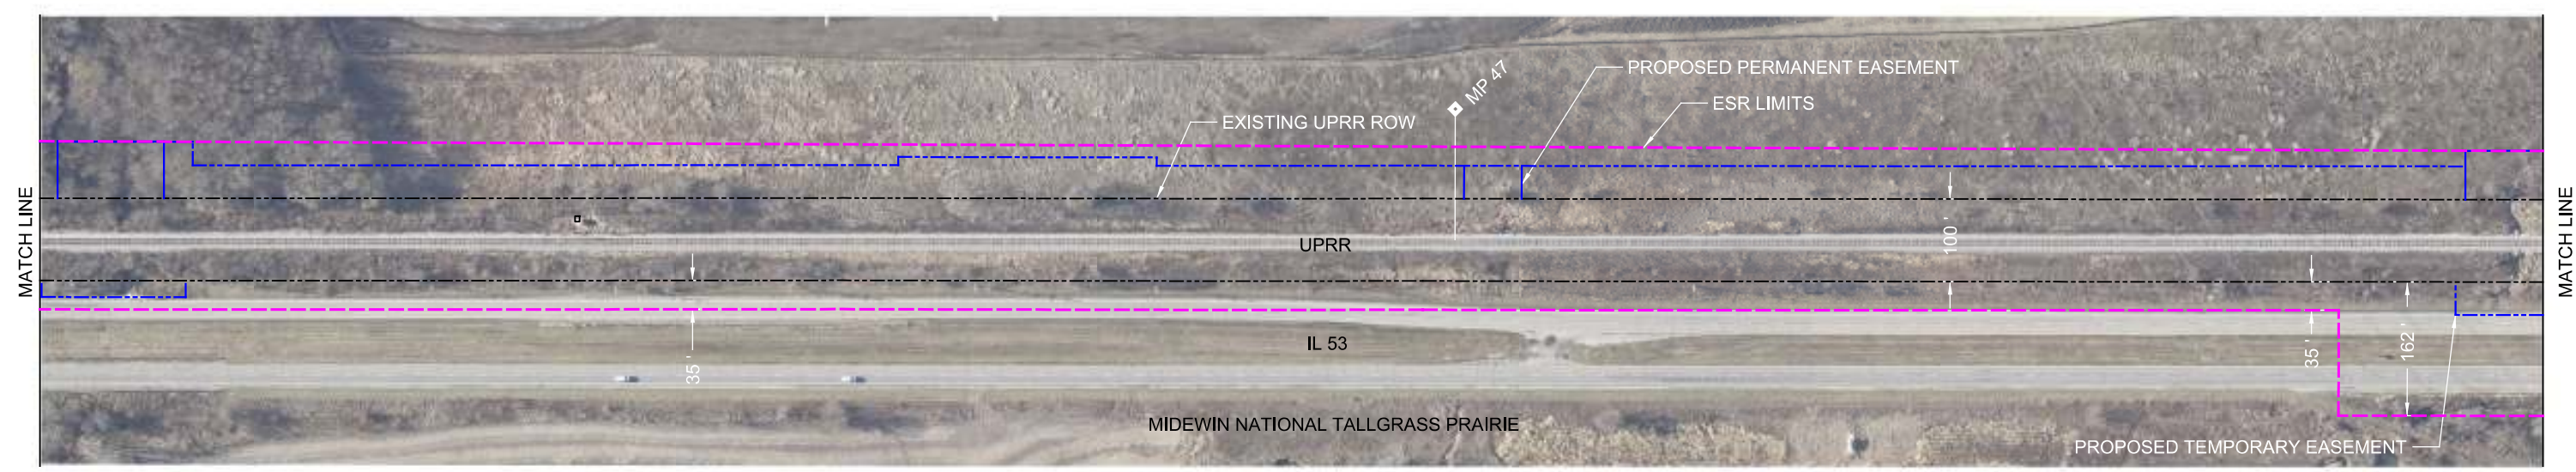 MP 47
PROPOSED PERMANENT EASEMENT
ESR LIMITS
EXISTING UPRR ROW
MATCH LINE
MATCH LINE
100 '
UPRR
35 '
IL 53
35 '
162 '
MIDEWIN NATIONAL TALLGRASS PRAIRIE
PROPOSED TEMPORARY EASEMENT